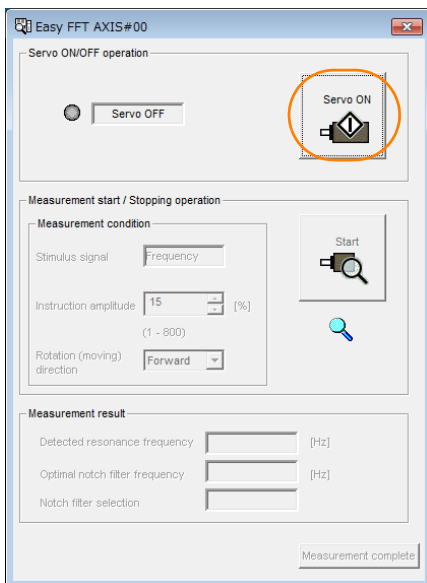 Easy FFT AXIS#00
Servo ON/OFF operation
Servo OFF
Servo ON
Measurement start / Stopping operation
Measurement condition
Stimulus signal Frequency
Start
Instruction amplitude 15 [%]
(1 - 800)
Rotation (moving)
direction Forward
Measurement result
Detected resonance frequency [Hz]
Optimal notch filter frequency [Hz]
Notch filter selection
Measurement complete